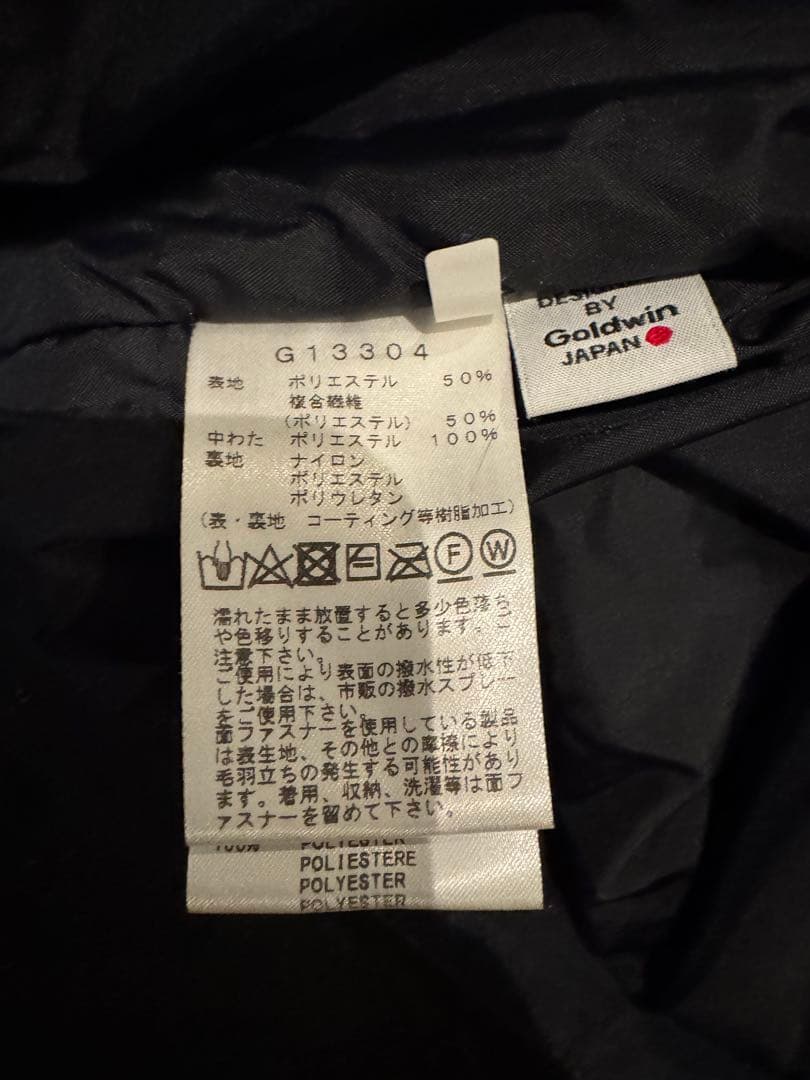 G13304
表地 ポリエステル 50%
複合繊維
(ポリエステル) 50%
中わた ポリエステル 100%
裏地 ナイロン
ポリエステル
ポリウレタン
(表・裏地 コーティング等樹脂加工)
F W
濡れたまま放置すると多少色落ち
や色移りすることがあります。ご
注意下さい。
ご使用により表面の撥水性が低下
した場合は、市販の撥水スプレー
をご使用下さい。
面ファスナーを使用している製品
は表生地、その他との摩擦により
毛羽立ちの発生する可能性があり
ます。着用、収納、洗濯等は面フ
ァスナーを留めて下さい。
100% POLYESTER
POLIESTERE
POLYESTER
POLYESTER
BY
Goldwin
JAPAN